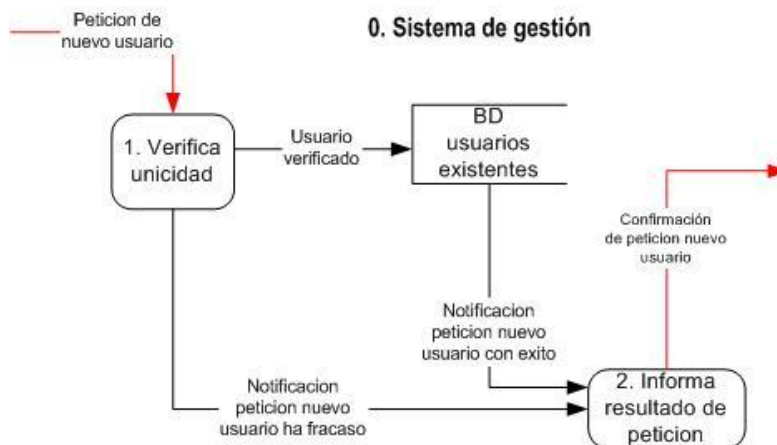 Peticion de
nuevo usuario
0. Sistema de gestión
1. Verifica
unicidad
Usuario
verificado
BD
usuarios
existentes
Confirmación
de peticion nuevo
usuario
Notificacion
peticion nuevo
usuario con exito
Notificacion
peticion nuevo
usuario ha fracaso
2. Informa
resultado de
peticion